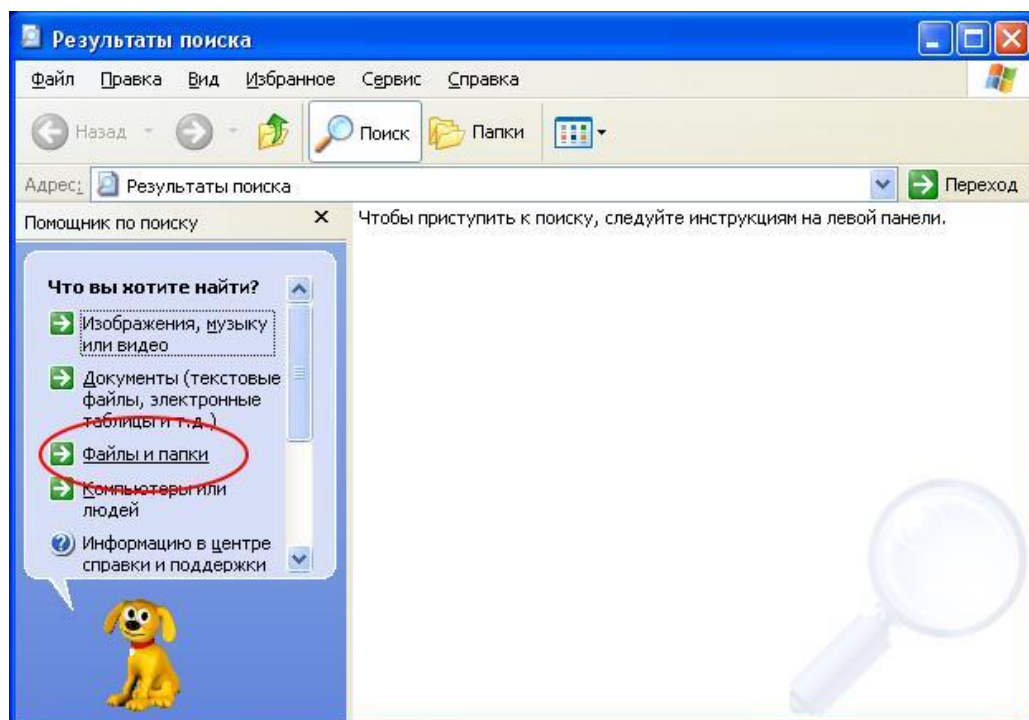 Результаты поиска
Файл Правка Вид Избранное Сервис Справка
Назад Поиск Папки
Адрес: Результаты поиска Переход
Помощник по поиску
Чтобы приступить к поиску, следуйте инструкциям на левой панели.
Что вы хотите найти?
Изображения, музыку
или видео
Документы (текстовые
файлы, электронные
таблицы и т.д.)
Файлы и папки
Компьютеры или
людей
Информацию в центре
справки и поддержки